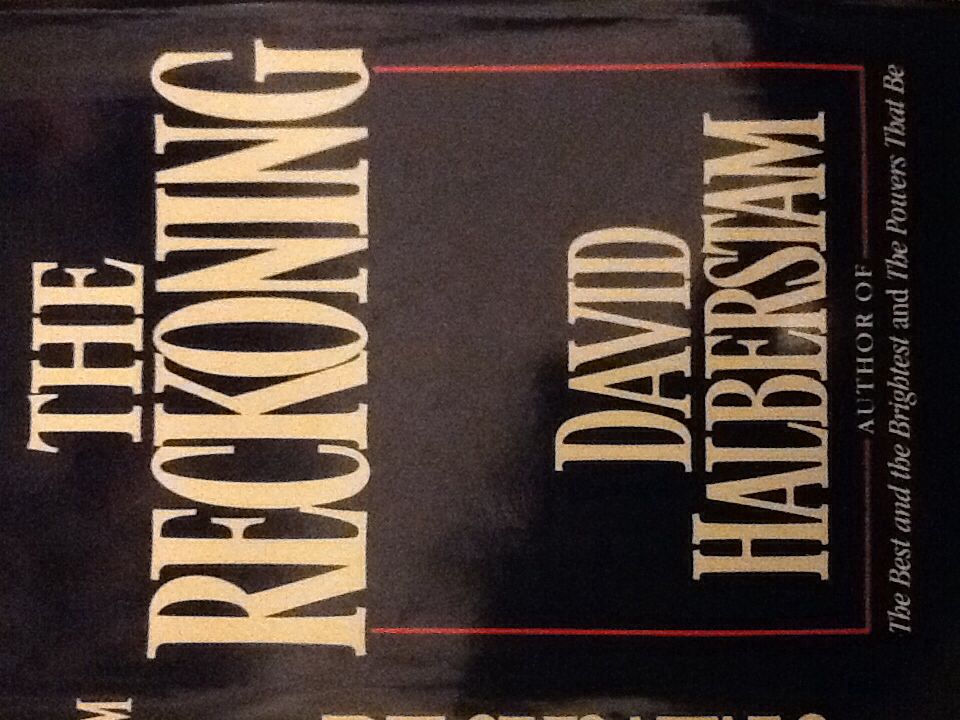 THE
RECKONING
DAVID
HALBERSTAM
AUTHOR OF
The Best and the Brightest and The Powers That Be
M